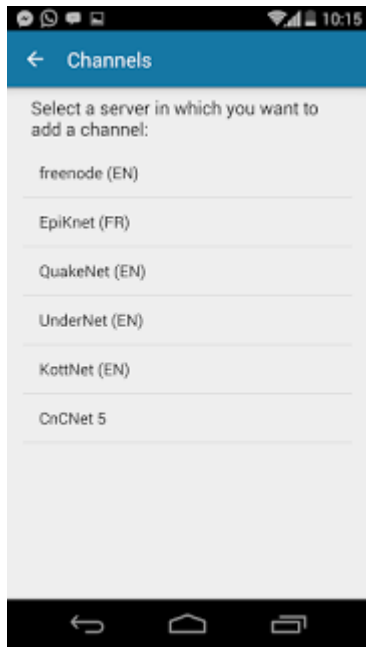 10:15
Channels
Select a server in which you want to
add a channel:
freenode (EN)
EpiKnet (FR)
QuakeNet (EN)
UnderNet (EN)
KottNet (EN)
CnCNet 5